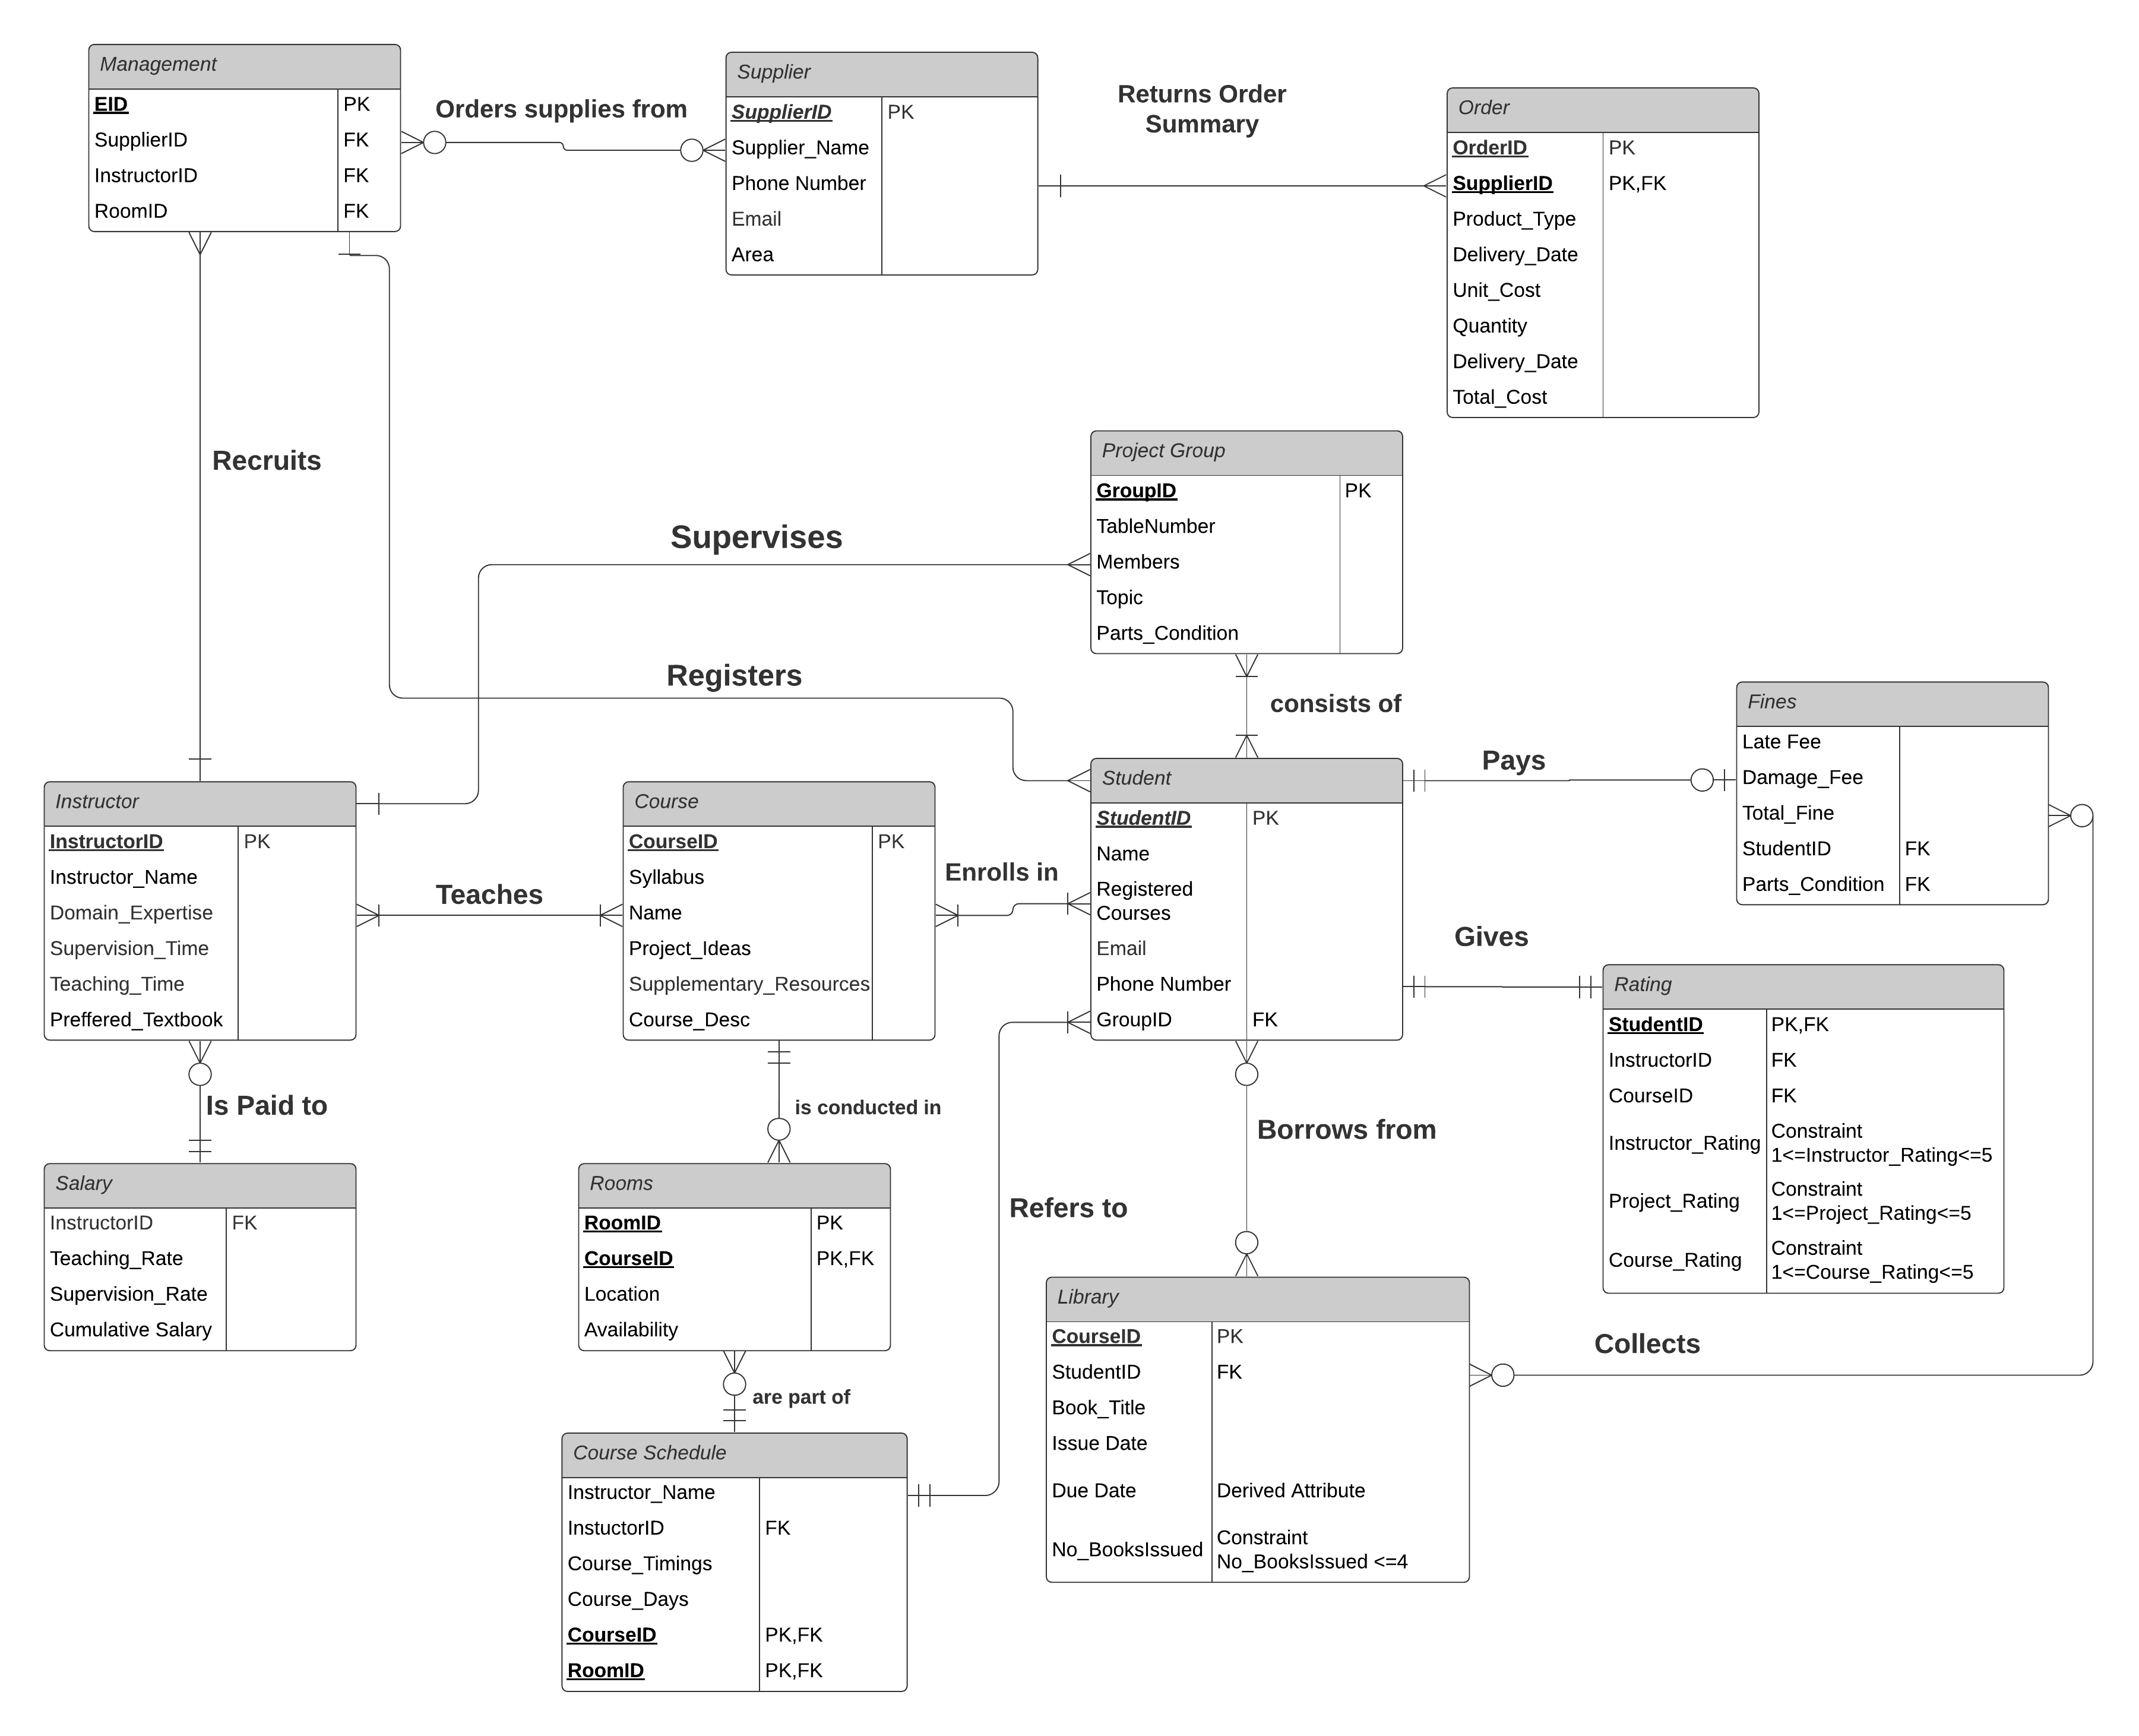 Management
EID PK
SupplierID FK
InstructorID FK
RoomID FK
Orders supplies from
Supplier
SupplierID PK
Supplier_Name
Phone Number
Email
Area
Returns Order
Summary
Order
OrderID PK
SupplierID PK,FK
Product_Type
Delivery_Date
Unit_Cost
Quantity
Delivery_Date
Total_Cost
Recruits
Supervises
Project Group
GroupID PK
TableNumber
Members
Topic
Parts_Condition
Registers
consists of
Instructor
InstructorID PK
Instructor_Name
Domain_Expertise
Supervision_Time
Teaching_Time
Preffered_Textbook
Teaches
Course
CourseID PK
Syllabus
Name
Project_Ideas
Supplementary_Resources
Course_Desc
Enrolls in
Student
StudentID PK
Name
Registered
Courses
Email
Phone Number
GroupID FK
Pays
Fines
Late Fee
Damage_Fee
Total_Fine
StudentID FK
Parts_Condition FK
Gives
Rating
StudentID PK,FK
InstructorID FK
CourseID FK
Instructor_Rating Constraint
1<=Instructor_Rating<=5
Project_Rating Constraint
1<=Project_Rating<=5
Course_Rating Constraint
1<=Course_Rating<=5
Is Paid to
is conducted in
Borrows from
Salary
InstructorID FK
Teaching_Rate
Supervision_Rate
Cumulative Salary
Rooms
RoomID PK
CourseID PK,FK
Location
Availability
Refers to
Library
CourseID PK
StudentID FK
Book_Title
Issue Date
Due Date Derived Attribute
No_BooksIssued Constraint
No_BooksIssued <=4
Collects
are part of
Course Schedule
Instructor_Name
InstuctorID FK
Course_Timings
Course_Days
CourseID PK,FK
RoomID PK,FK